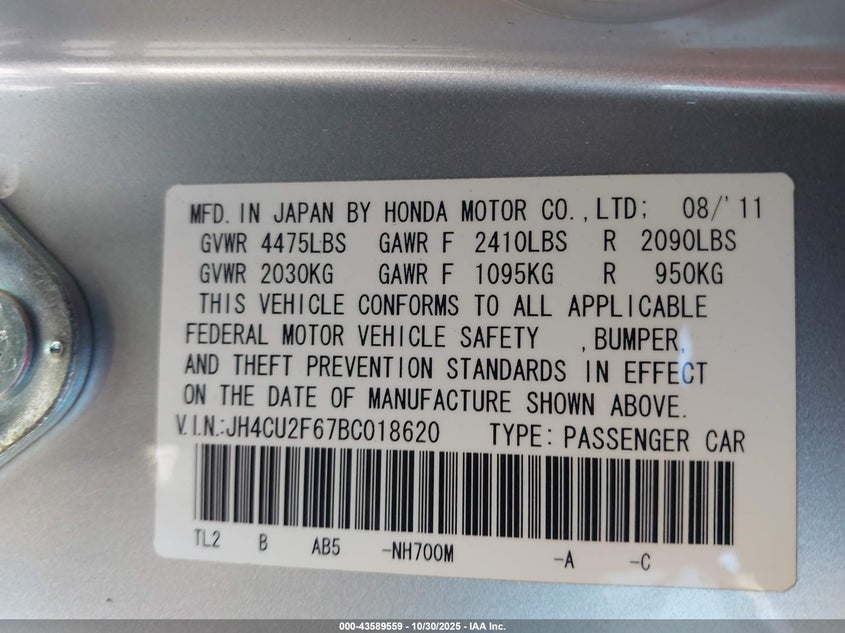 MFD. IN JAPAN BY HONDA MOTOR CO., LTD; 08/'11
GVWR 4475LBS GAWR F 2410LBS R 2090LBS
GVWR 2030KG GAWR F 1095KG R 950KG
THIS VEHICLE CONFORMS TO ALL APPLICABLE
FEDERAL MOTOR VEHICLE SAFETY , BUMPER,
AND THEFT PREVENTION STANDARDS IN EFFECT
ON THE DATE OF MANUFACTURE SHOWN ABOVE.
V.I.N.:JH4CU2F67BC018620 TYPE: PASSENGER CAR
TL2 B AB5 -NH700M -A -C
000-43589559 | 10/30/2025 - IAA Inc.